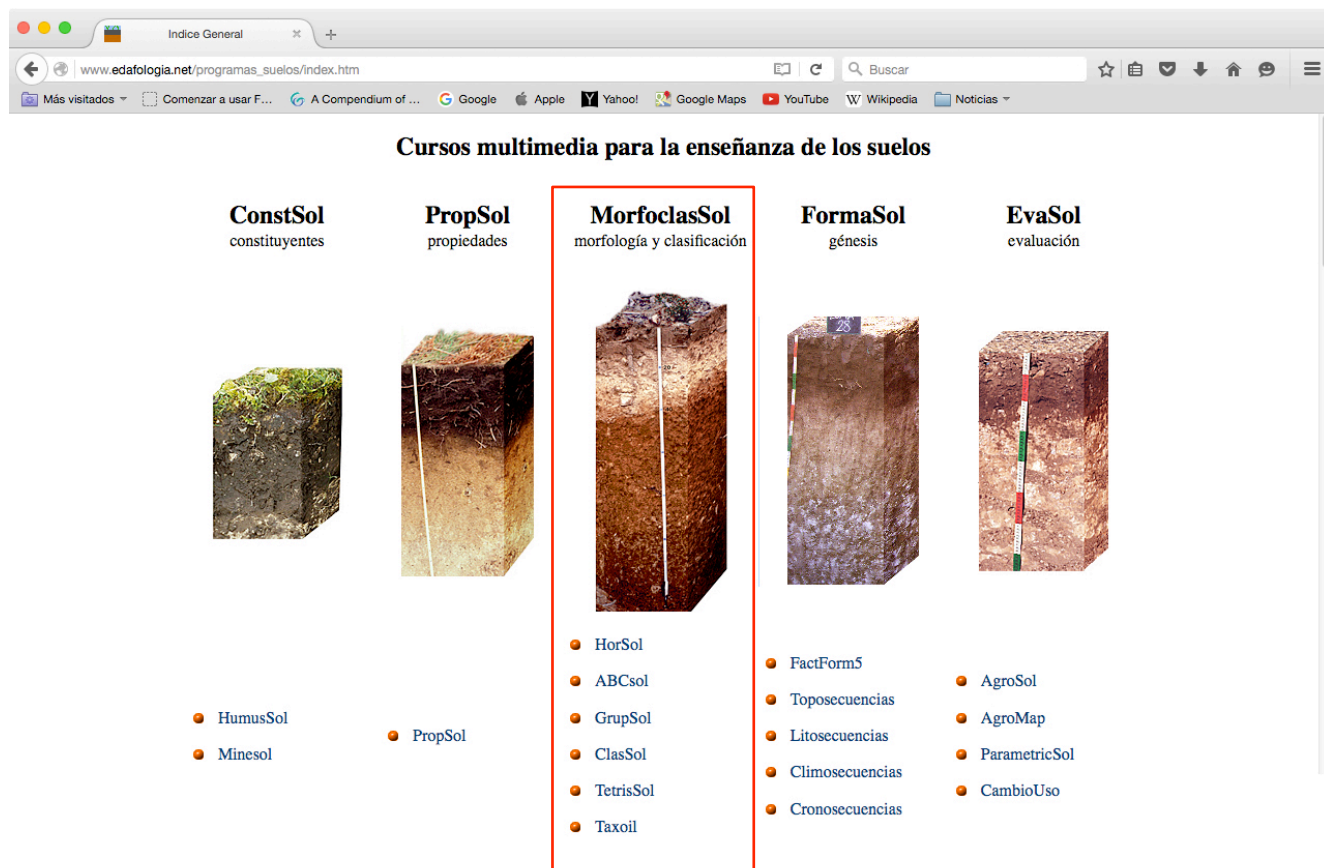 Indice General
www.edafologia.net/programas_suelos/index.htm
Buscar
Más visitados
Comenzar a usar F...
A Compendium of ...
Google
Apple
Yahoo!
Google Maps
YouTube
Wikipedia
Noticias
Cursos multimedia para la enseñanza de los suelos
ConstSol
constituyentes
HumusSol
Minesol
PropSol
propiedades
PropSol
MorfoclasSol
morfología y clasificación
HorSol
ABCsol
GrupSol
ClasSol
TetrisSol
Taxoil
FormaSol
génesis
28
FactForm5
Toposecuencias
Litosecuencias
Climosecuencias
Cronosecuencias
EvaSol
evaluación
AgroSol
AgroMap
ParametricSol
CambioUso